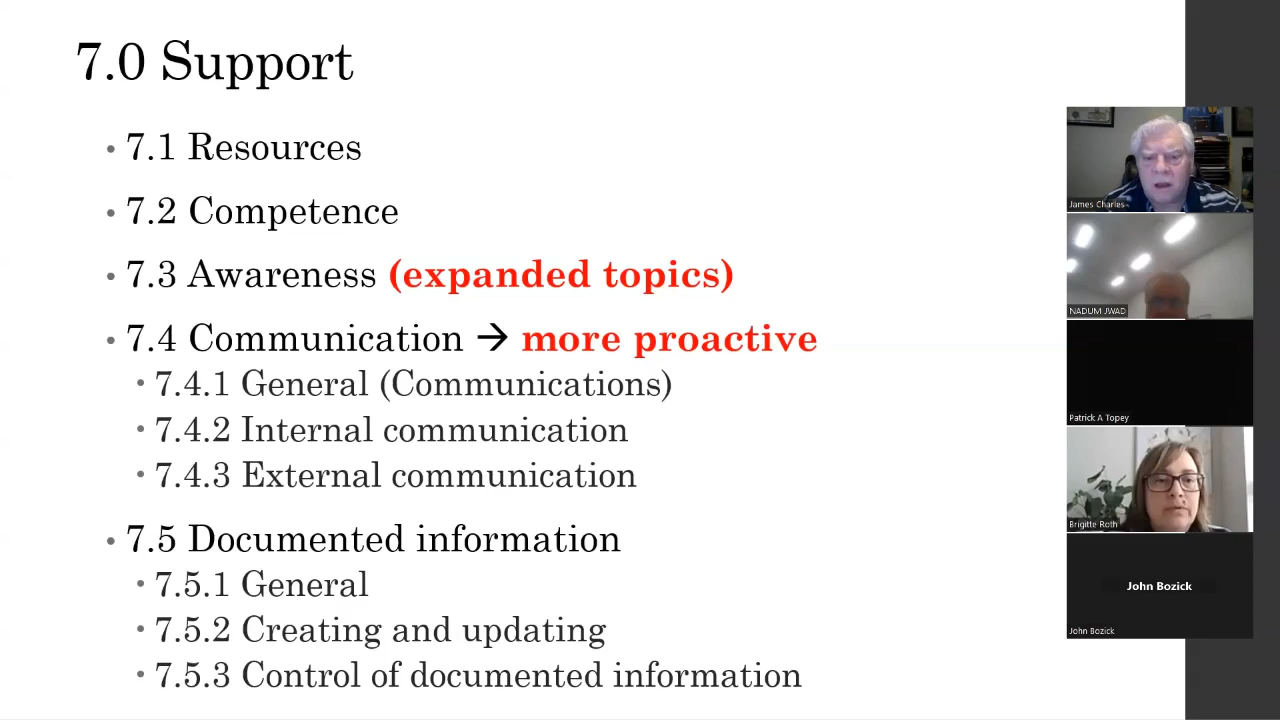 7.0 Support
• 7.1 Resources
• 7.2 Competence
• 7.3 Awareness (expanded topics)
• 7.4 Communication → more proactive
• 7.4.1 General (Communications)
• 7.4.2 Internal communication
• 7.4.3 External communication
• 7.5 Documented information
• 7.5.1 General
• 7.5.2 Creating and updating
• 7.5.3 Control of documented information
James Charles
NADUM JWAD
Patrick A Topey
Brigitte Roth
John Bozick
John Bozick